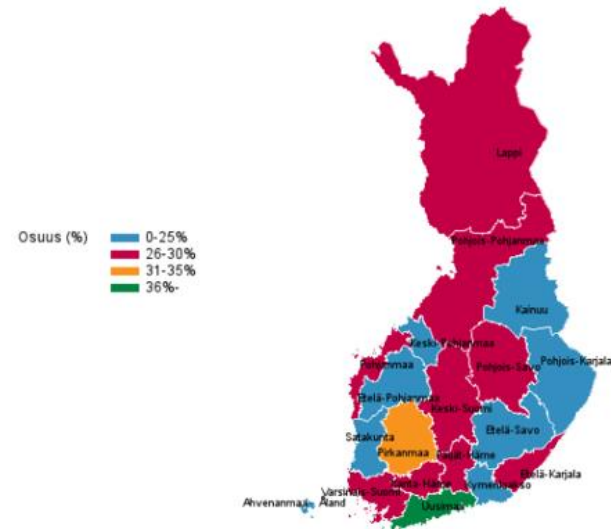 Lappi
Osuus (%)
0-25%
26-30%
31-35%
36%-
Pohjois-Pohjanmaa
Kainuu
Keski-Pohjanmaa
Pohjanmaa
Pohjois-Savo
Pohjois-Karjala
Etelä-Pohjanmaa
Keski-Suomi
Satakunta
Etelä-Savo
Pirkanmaa
Päijät-Häme
Etelä-Karjala
Kanta-Häme
Varsinais-Suomi
Kymenlaakso
Ahvenanmaa - Åland
Uusimaa